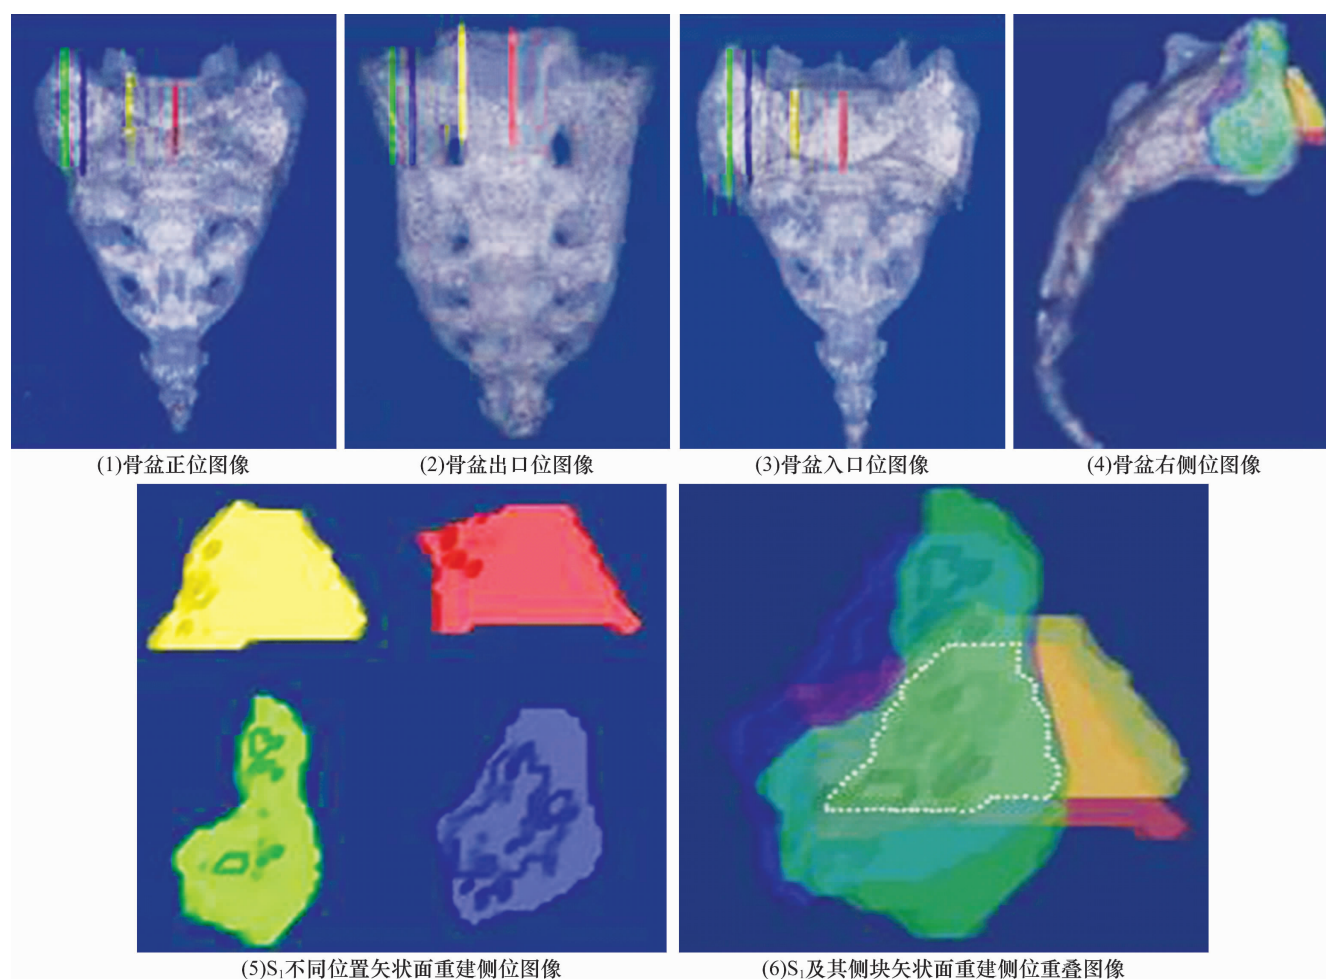 (1)骨盆正位图像
(2)骨盆出口位图像
(3)骨盆入口位图像
(4)骨盆右侧位图像
(5)S₁不同位置矢状面重建侧位图像
(6)S₁及其侧块矢状面重建侧位重叠图像